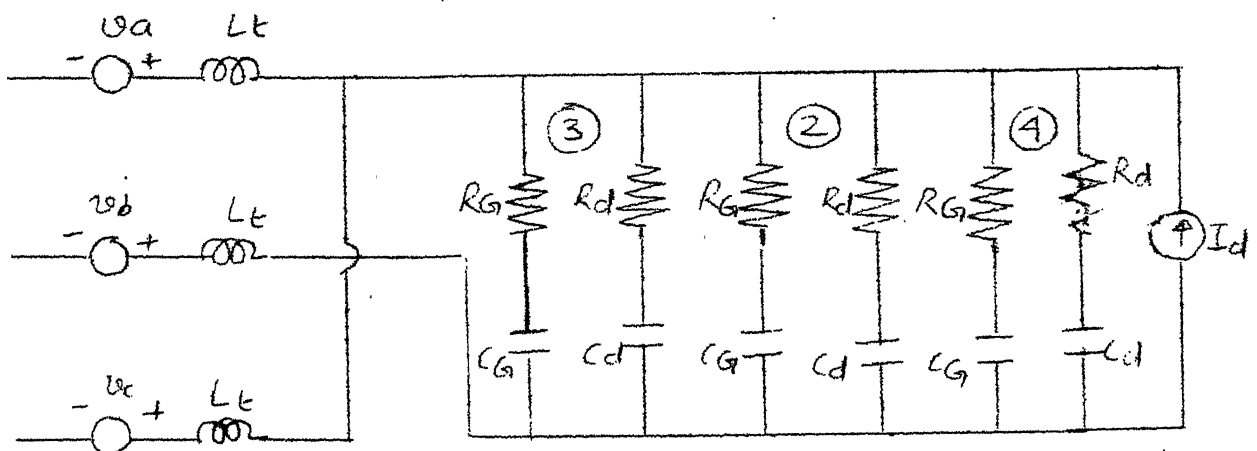 va Lt
- +
③ ② ④
RG Rd RG Rd RG Rd
vb Lt
- +
Id
CG Cd CG Cd CG Cd
vc Lt
- +